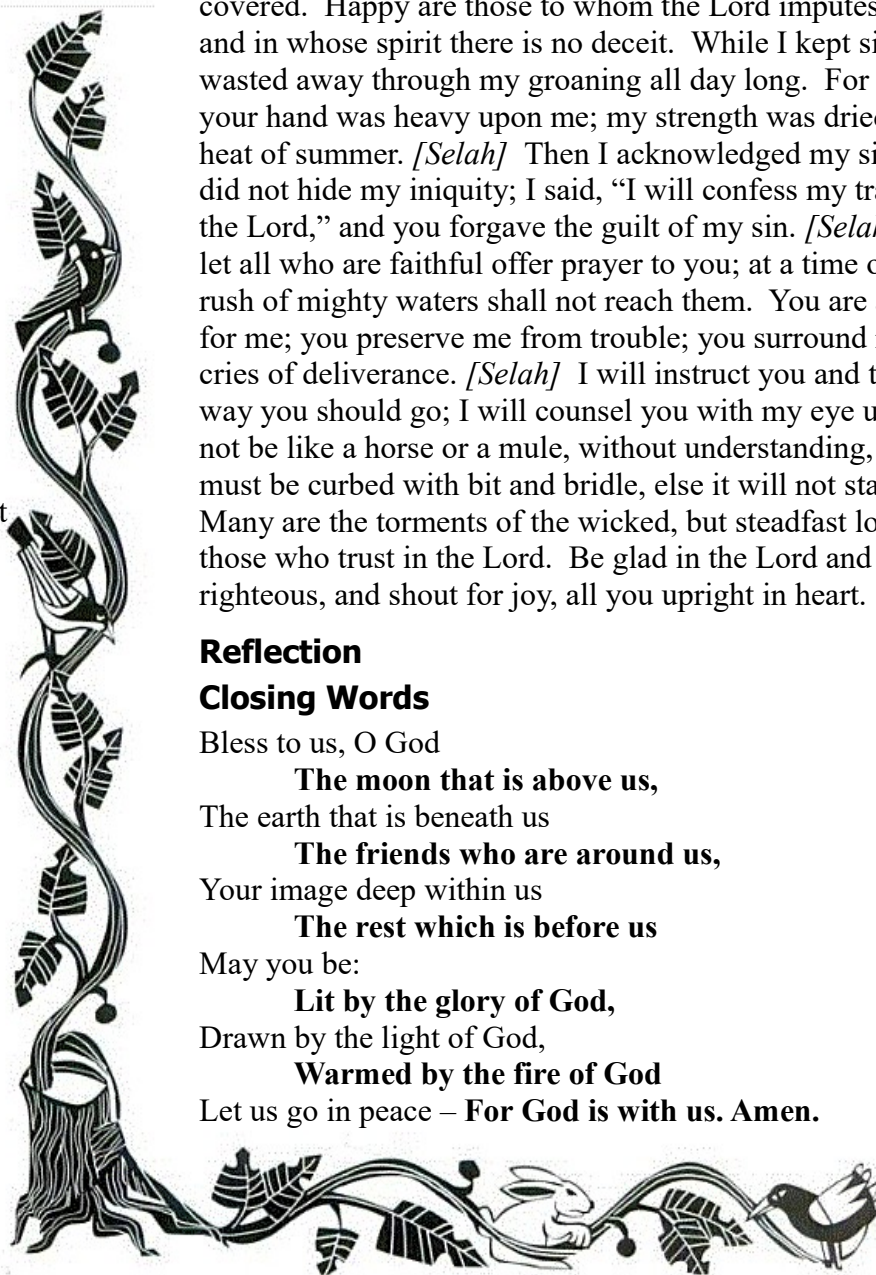 covered. Happy are those to whom the Lord imputes
and in whose spirit there is no deceit. While I kept si
wasted away through my groaning all day long. For
your hand was heavy upon me; my strength was dried
heat of summer. [Selah] Then I acknowledged my si
did not hide my iniquity; I said, “I will confess my tra
the Lord,” and you forgave the guilt of my sin. [Selah
let all who are faithful offer prayer to you; at a time o
rush of mighty waters shall not reach them. You are
for me; you preserve me from trouble; you surround
cries of deliverance. [Selah] I will instruct you and t
way you should go; I will counsel you with my eye u
not be like a horse or a mule, without understanding,
must be curbed with bit and bridle, else it will not sta
t
Many are the torments of the wicked, but steadfast lo
those who trust in the Lord. Be glad in the Lord and
righteous, and shout for joy, all you upright in heart.
Reflection
Closing Words
Bless to us, O God
The moon that is above us,
The earth that is beneath us
The friends who are around us,
Your image deep within us
The rest which is before us
May you be:
Lit by the glory of God,
Drawn by the light of God,
Warmed by the fire of God
Let us go in peace – For God is with us. Amen.